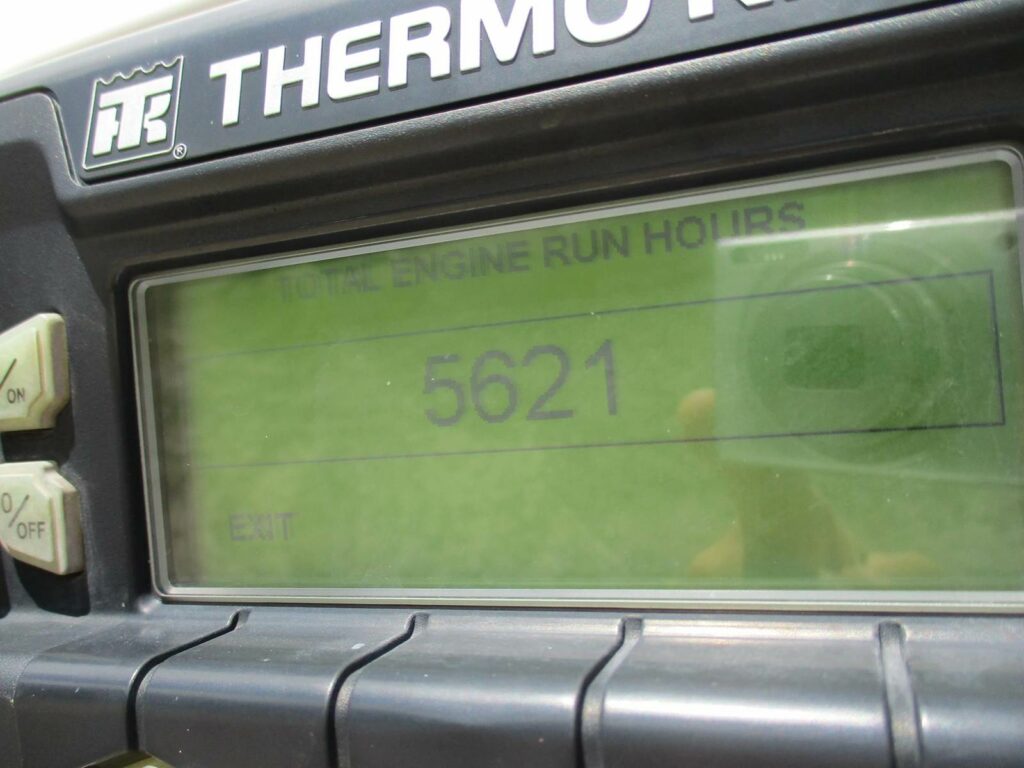 TK ®
THERMO K
TOTAL ENGINE RUN HOURS
5621
/ ON
O/OFF
EXIT